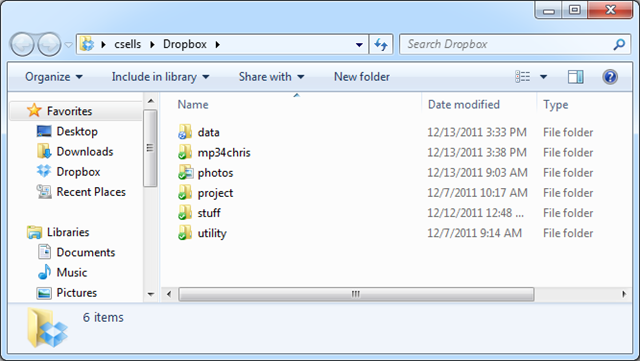 csells Dropbox Search Dropbox
Organize Include in library Share with New folder
Name Date modified Type
Favorites
Desktop
Downloads
Dropbox
Recent Places
Libraries
Documents
Music
Pictures
data 12/13/2011 3:33 PM File folder
mp34chris 12/13/2011 3:38 PM File folder
photos 12/13/2011 9:03 AM File folder
project 12/7/2011 10:17 AM File folder
stuff 12/12/2011 12:48 ... File folder
utility 12/7/2011 9:14 AM File folder
6 items